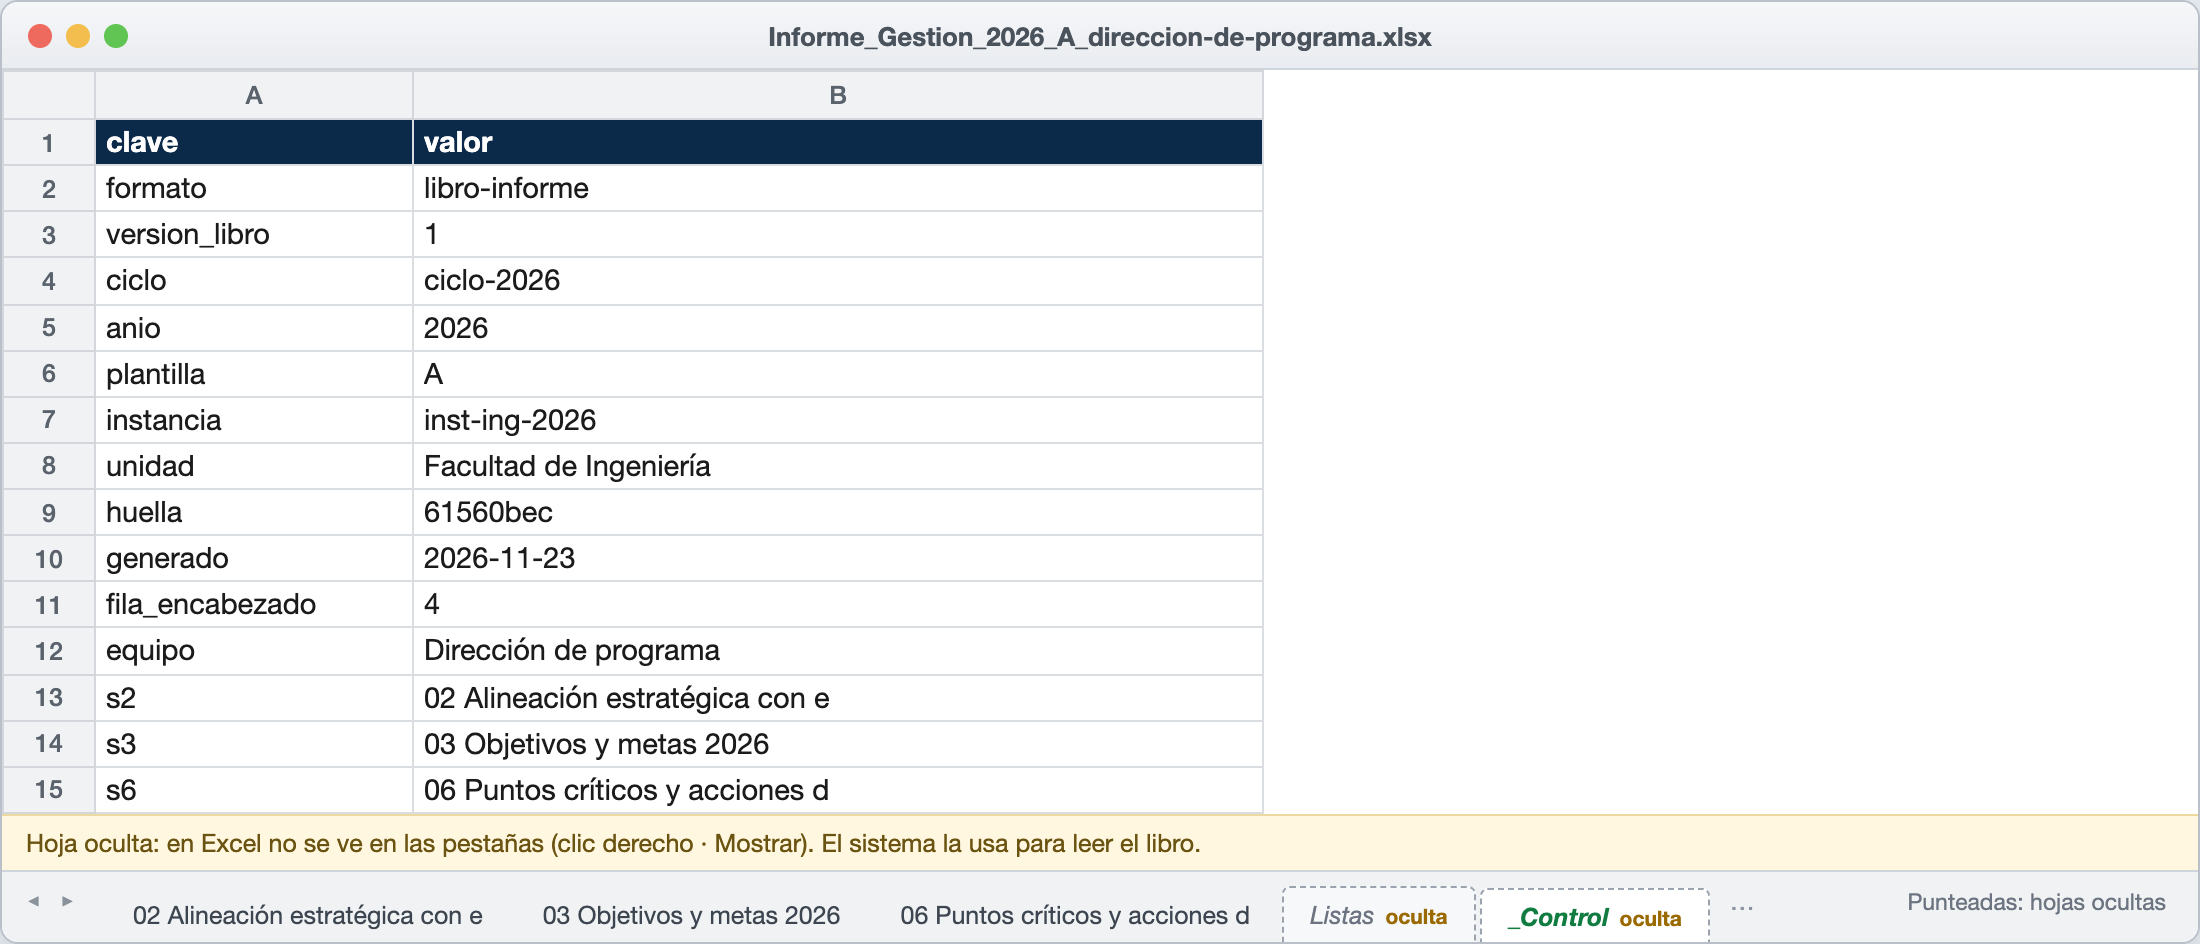 Informe_Gestion_2026_A_direccion-de-programa.xlsx
A B
1 clave valor
2 formato libro-informe
3 version_libro 1
4 ciclo ciclo-2026
5 anio 2026
6 plantilla A
7 instancia inst-ing-2026
8 unidad Facultad de Ingeniería
9 huella 61560bec
10 generado 2026-11-23
11 fila_encabezado 4
12 equipo Dirección de programa
13 s2 02 Alineación estratégica con e
14 s3 03 Objetivos y metas 2026
15 s6 06 Puntos críticos y acciones d
Hoja oculta: en Excel no se ve en las pestañas (clic derecho · Mostrar). El sistema la usa para leer el libro.
02 Alineación estratégica con e 03 Objetivos y metas 2026 06 Puntos críticos y acciones d Listas oculta _Control oculta ... Punteadas: hojas ocultas